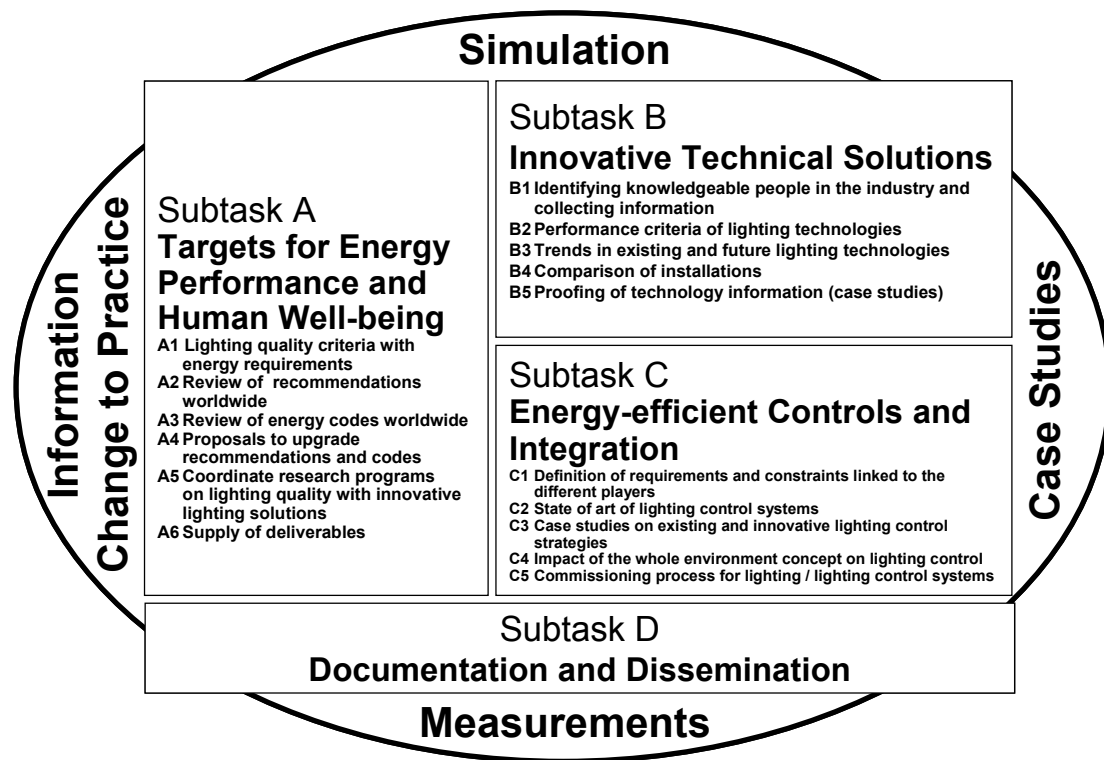 Simulation
Information
Change to Practice
Subtask A
Targets for Energy
Performance and
Human Well-being
A1 Lighting quality criteria with
energy requirements
A2 Review of recommendations
worldwide
A3 Review of energy codes worldwide
A4 Proposals to upgrade
recommendations and codes
A5 Coordinate research programs
on lighting quality with innovative
lighting solutions
A6 Supply of deliverables
Subtask B
Innovative Technical Solutions
B1 Identifying knowledgeable people in the industry and
collecting information
B2 Performance criteria of lighting technologies
B3 Trends in existing and future lighting technologies
B4 Comparison of installations
B5 Proofing of technology information (case studies)
Subtask C
Energy-efficient Controls and
Integration
C1 Definition of requirements and constraints linked to the
different players
C2 State of art of lighting control systems
C3 Case studies on existing and innovative lighting control
strategies
C4 Impact of the whole environment concept on lighting control
C5 Commissioning process for lighting / lighting control systems
Case Studies
Subtask D
Documentation and Dissemination
Measurements